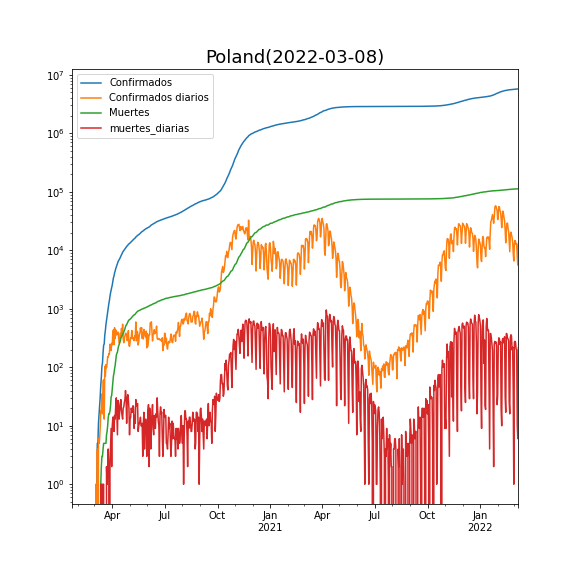 Poland(2022-03-08)
Confirmados
Confirmados diarios
Muertes
muertes_diarias
10^7
10^6
10^5
10^4
10^3
10^2
10^1
10^0
Apr Jul Oct Jan Apr Jul Oct Jan
2021 2022